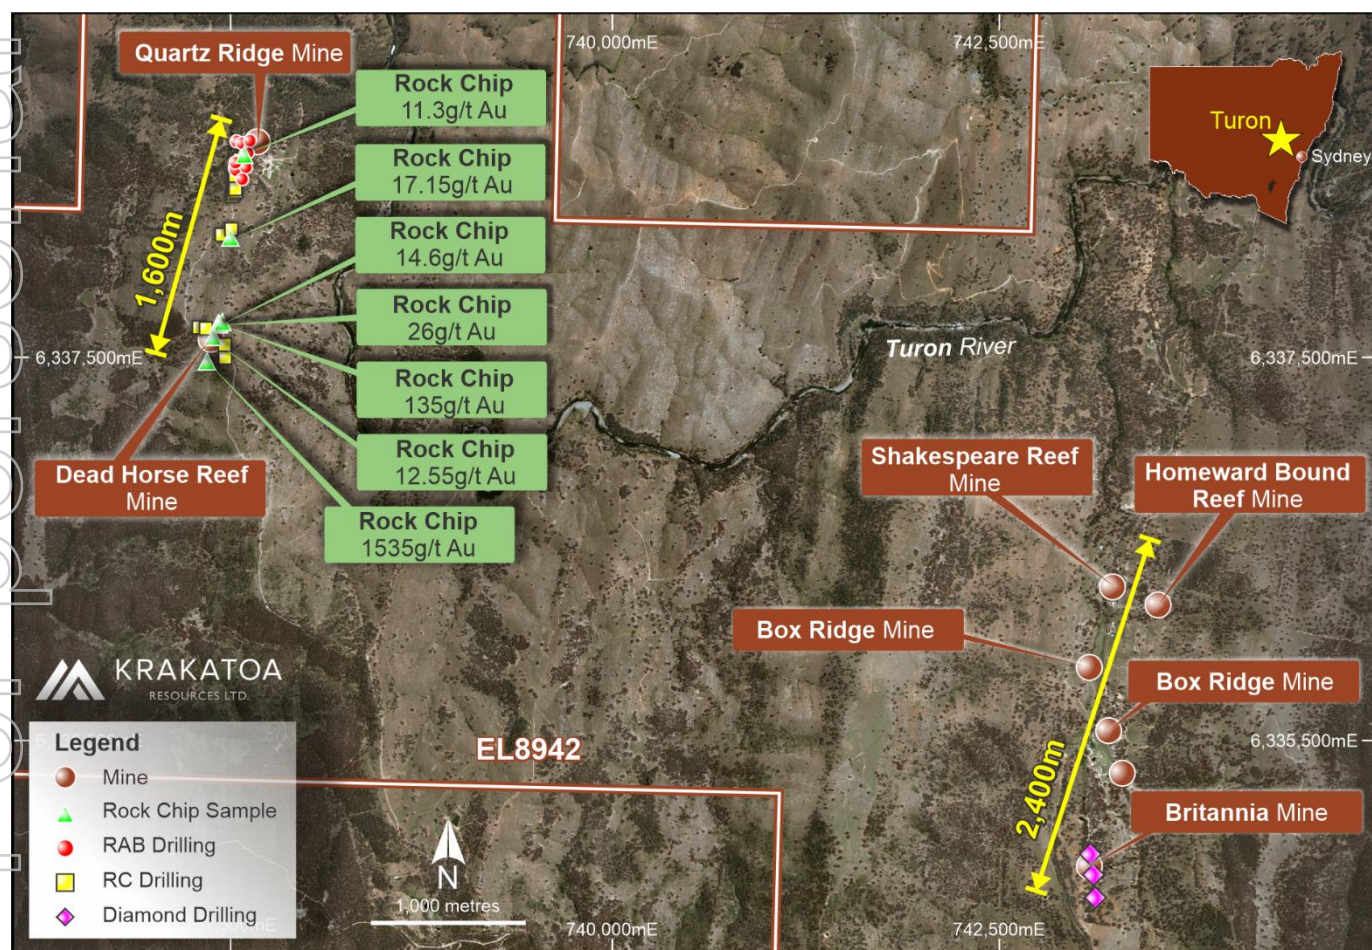 Quartz Ridge Mine
740,000mE
742,500mE
Rock Chip
11.3g/t Au
Turon
Sydney
Rock Chip
17.15g/t Au
Rock Chip
14.6g/t Au
1,600m
Rock Chip
26g/t Au
6,337,500mE
Turon River
6,337,500mE
Rock Chip
135g/t Au
Rock Chip
12.55g/t Au
Dead Horse Reef
Mine
Shakespeare Reef
Mine
Homeward Bound
Reef Mine
Rock Chip
1535g/t Au
Box Ridge Mine
KRAKATOA
RESOURCES LTD.
Box Ridge Mine
EL8942
6,335,500mE
2,400m
Britannia Mine
Legend
Mine
Rock Chip Sample
RAB Drilling
RC Drilling
Diamond Drilling
N
1,000 metres
740,000mE
742,500mE